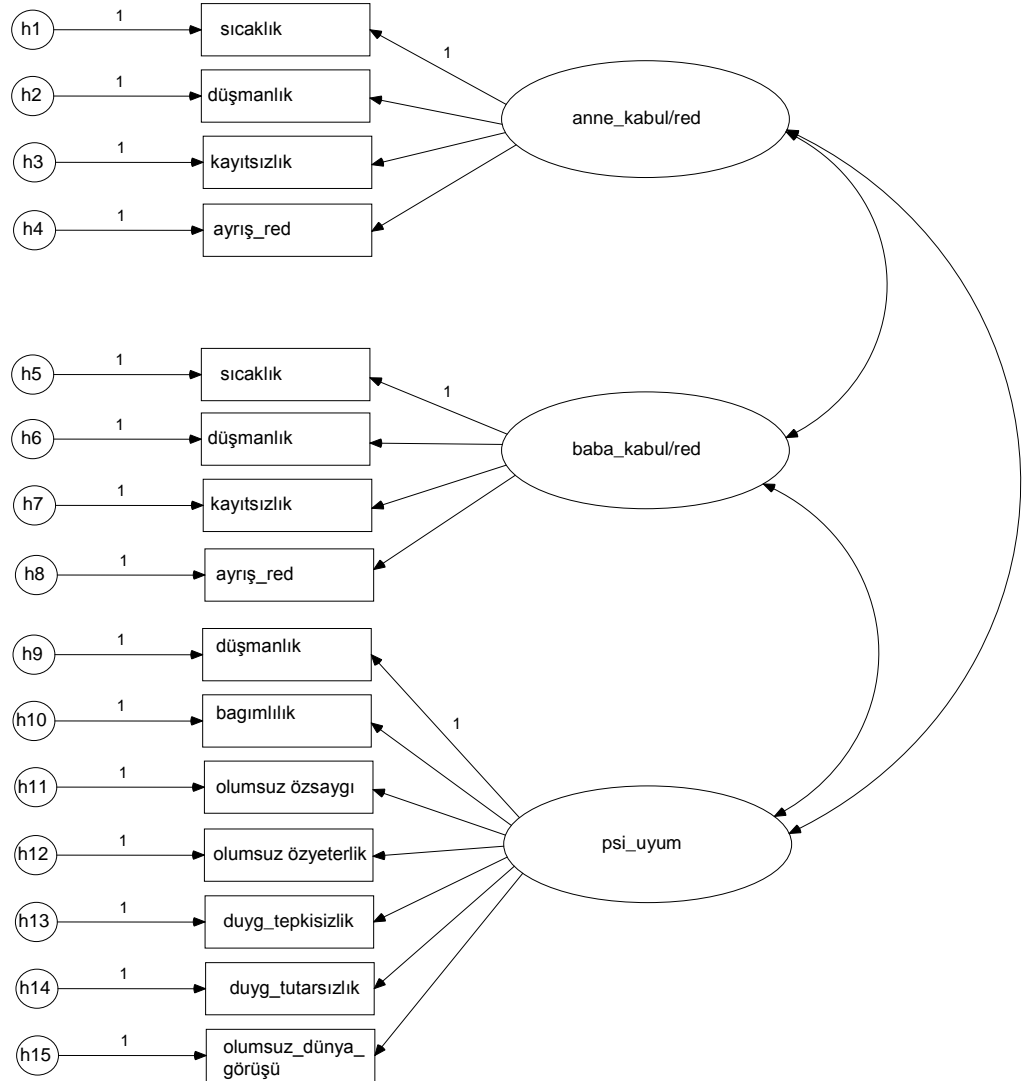 h1 1 sıcaklık
1
h2 1 düşmanlık
anne_kabul/red
h3 1 kayıtsızlık
h4 1 ayrış_red
h5 1 sıcaklık
1
h6 1 düşmanlık
baba_kabul/red
h7 1 kayıtsızlık
h8 1 ayrış_red
h9 1 düşmanlık
h10 1 bagımlılık
1
h11 1 olumsuz özsaygı
h12 1 olumsuz özyeterlik
psi_uyum
h13 1 duyg_tepkisizlik
h14 1 duyg_tutarsızlık
h15 1 olumsuz_dünya_
görüşü